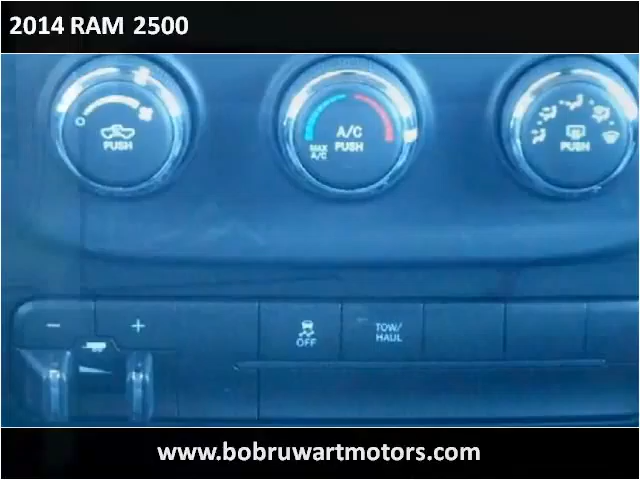 2014 RAM 2500
A/C
PUSH
MAX
A/C
PUSH
PUSH
− +
OFF
TOW/
HAUL
www.bobruwartmotors.com